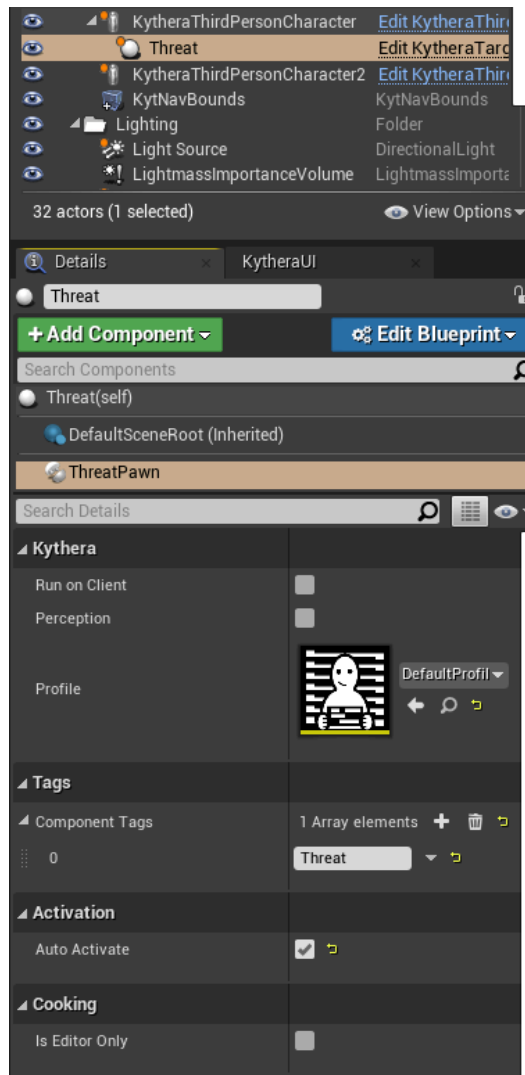 KytheraThirdPersonCharacter Edit KytheraThir
Threat Edit KytheraTarg
KytheraThirdPersonCharacter2 Edit KytheraThir
KytNavBounds KytNavBounds
Lighting Folder
Light Source DirectionalLight
LightmassImportanceVolume LightmassImporta
32 actors (1 selected) View Options
Details KytheraUI
Threat
+ Add Component Edit Blueprint
Search Components
Threat(self)
DefaultSceneRoot (Inherited)
ThreatPawn
Search Details
Kythera
Run on Client
Perception
Profile DefaultProfil
Tags
Component Tags 1 Array elements
0 Threat
Activation
Auto Activate
Cooking
Is Editor Only